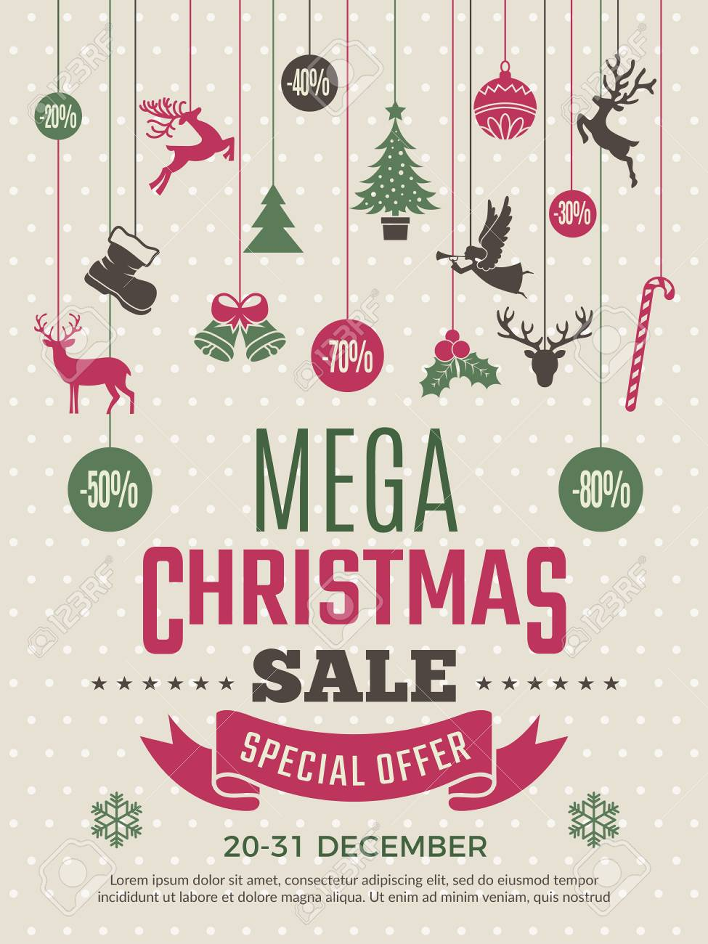 -40%
-20%
-30%
-70%
-50%
-80%
MEGA
CHRISTMAS
SALE
SPECIAL OFFER
20-31 DECEMBER
Lorem ipsum dolor sit amet, consectetur adipiscing elit, sed do eiusmod tempor
incididunt ut labore et dolore magna aliqua. Ut enim ad minim veniam, quis nostrud
123RF